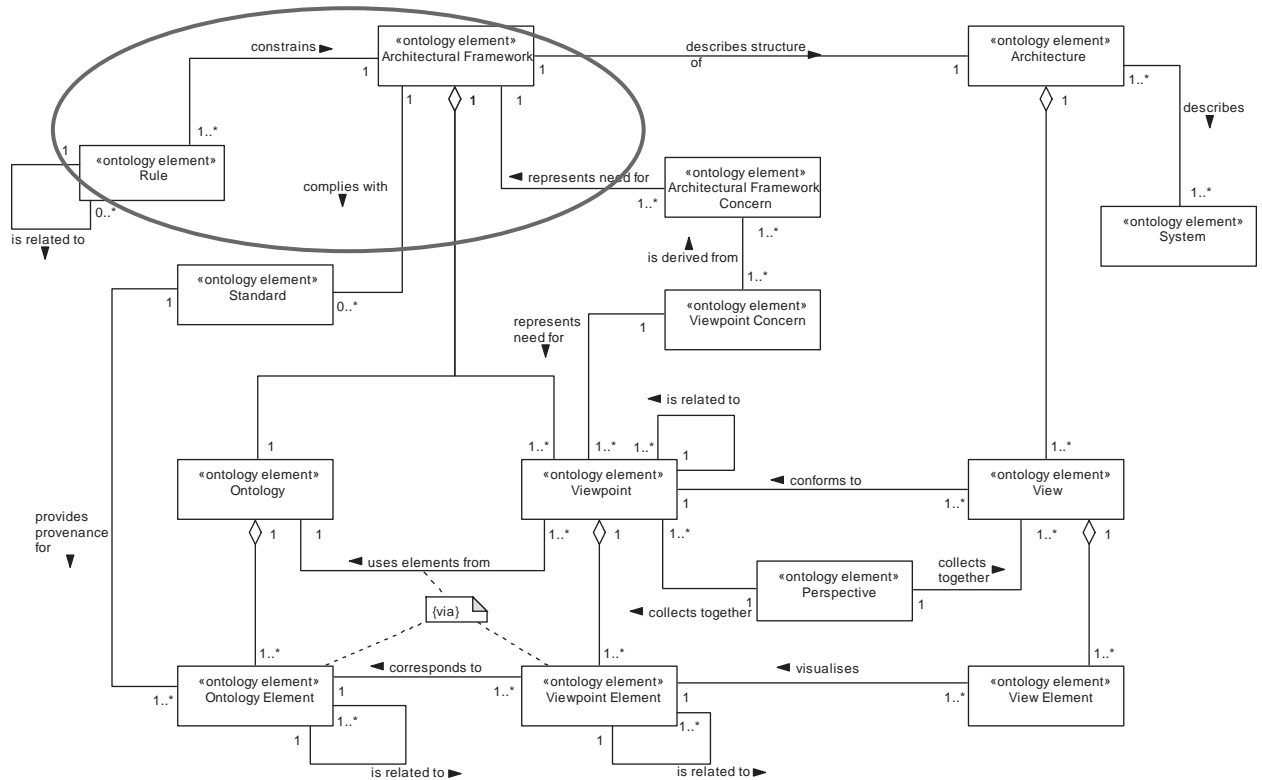 «ontology element»
Architectural Framework
constrains
1
1
1
1
1
describes structure
of
1
«ontology element»
Architecture
1
1..*
describes
1..*
«ontology element»
System
1..*
«ontology element»
Rule
1
0..*
is related to
complies with
represents need for
1..*
«ontology element»
Architectural Framework
Concern
1..*
is derived from
1..*
«ontology element»
Standard
1
0..*
«ontology element»
Viewpoint Concern
1
represents
need for
is related to
1
1..*
1..*
1..*
1
1..*
«ontology element»
Ontology
1
1
«ontology element»
Viewpoint
1
1..*
1
1..*
conforms to
1..*
«ontology element»
View
1..*
1
provides
provenance
for
uses elements from
{via}
«ontology element»
Perspective
collects
together
collects together
1
1
1..*
1..*
1..*
corresponds to
visualises
«ontology element»
Ontology Element
1..*
1
1..*
1
is related to
«ontology element»
Viewpoint Element
1..*
1
1..*
1
is related to
«ontology element»
View Element
1..*